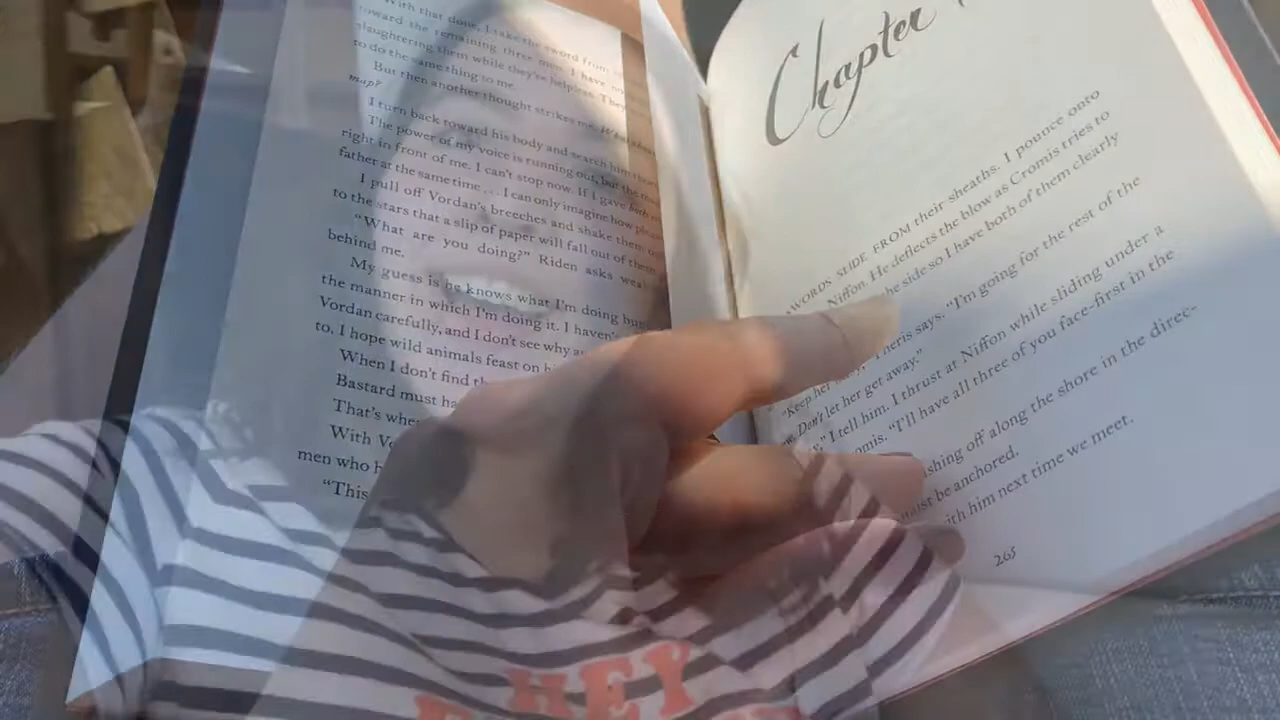 With that done, I take the sword from
toward the remaining three men. I have no
slaughtering them while they're helpless. They
to do the same thing to me.
But then another thought strikes me. What about
map?
I turn back toward his body and search him
The power of my voice is running out, but the
right in front of me. I can't stop now. If I gave both
father at the same time . . . I can only imagine how
I pull off Vordan's breeches and shake them
to the stars that a slip of paper will fall out of them
"What are you doing?" Riden asks
behind me.
My guess is he knows what I'm doing but
the manner in which I'm doing it. I haven't
Vordan carefully, and I don't see why
to. I hope wild animals feast on
When I don't find
Bastard must
That's
With
men who
"This
Chapter
WORDS SLIDE FROM their sheaths. I pounce onto
Niffon. He deflects the blow as Cromis tries to
the side so I have both of them clearly
"Keep her Theris says. "I'm going for the rest of the
Don't let her get away."
I tell him. I thrust at Niffon while sliding under a
"I'll have all three of you face-first in the
along the shore in the direc-
be anchored.
with him next time we meet.
265
HEY